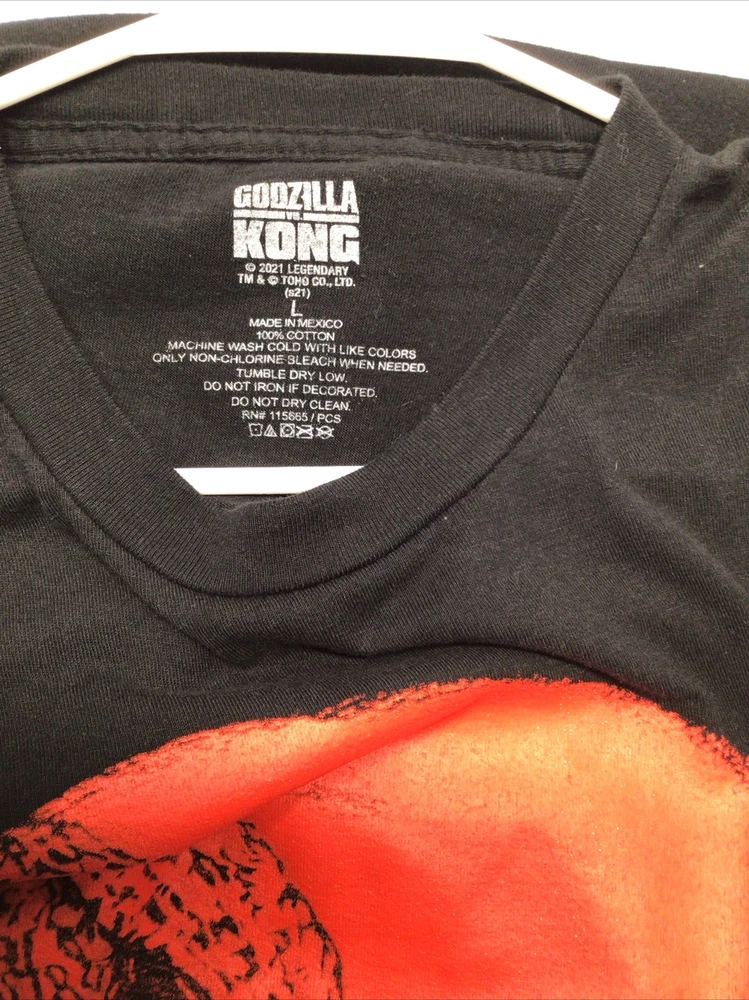 GODZILLA
VS.
KONG
© 2021 LEGENDARY
TM & © TOHO CO., LTD.
(s21)
L
MADE IN MEXICO
100% COTTON
MACHINE WASH COLD WITH LIKE COLORS
ONLY NON-CHLORINE BLEACH WHEN NEEDED.
TUMBLE DRY LOW.
DO NOT IRON IF DECORATED.
DO NOT DRY CLEAN.
RN# 115665 / PCS